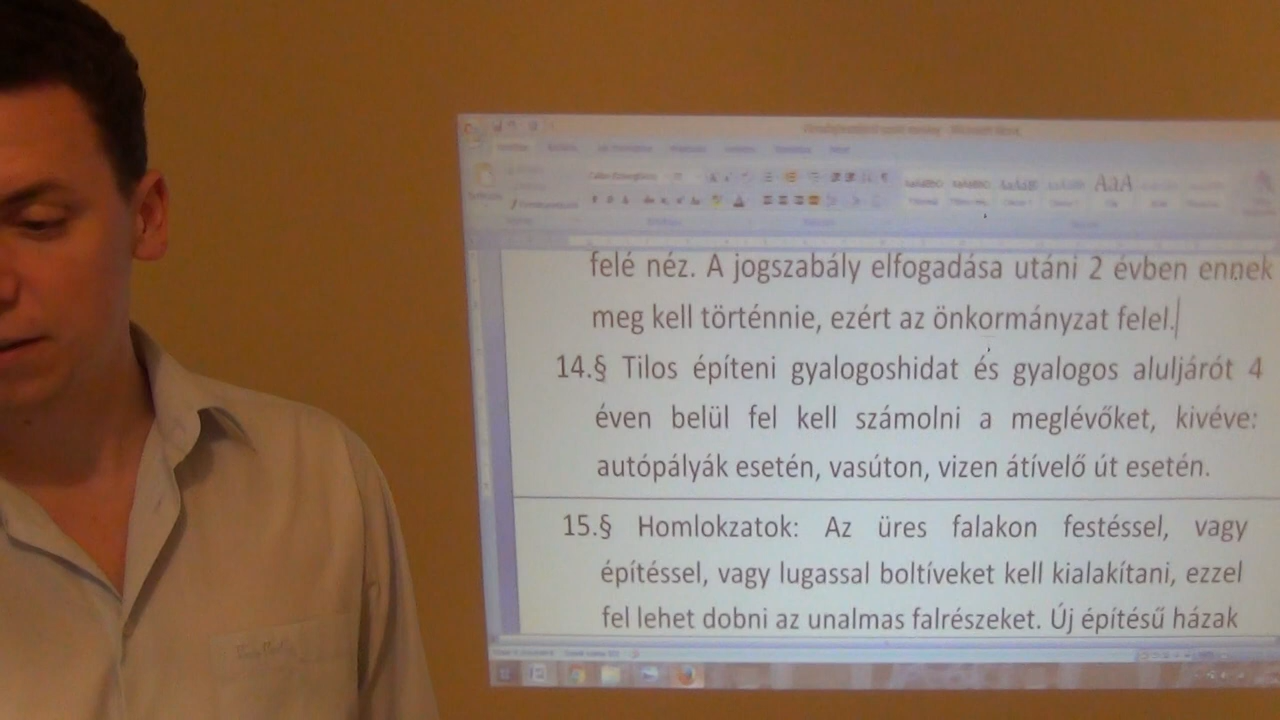 felé néz. A jogszabály elfogadása utáni 2 évben ennek
meg kell történnie, ezért az önkormányzat felel.
14.§ Tilos építeni gyalogoshidat és gyalogos aluljárót 4
éven belül fel kell számolni a meglévőket, kivéve:
autópályák esetén, vasúton, vizen átívelő út esetén.
15.§ Homlokzatok: Az üres falakon festéssel, vagy
építéssel, vagy lugassal boltíveket kell kialakítani, ezzel
fel lehet dobni az unalmas falrészeket. Új építésű házak